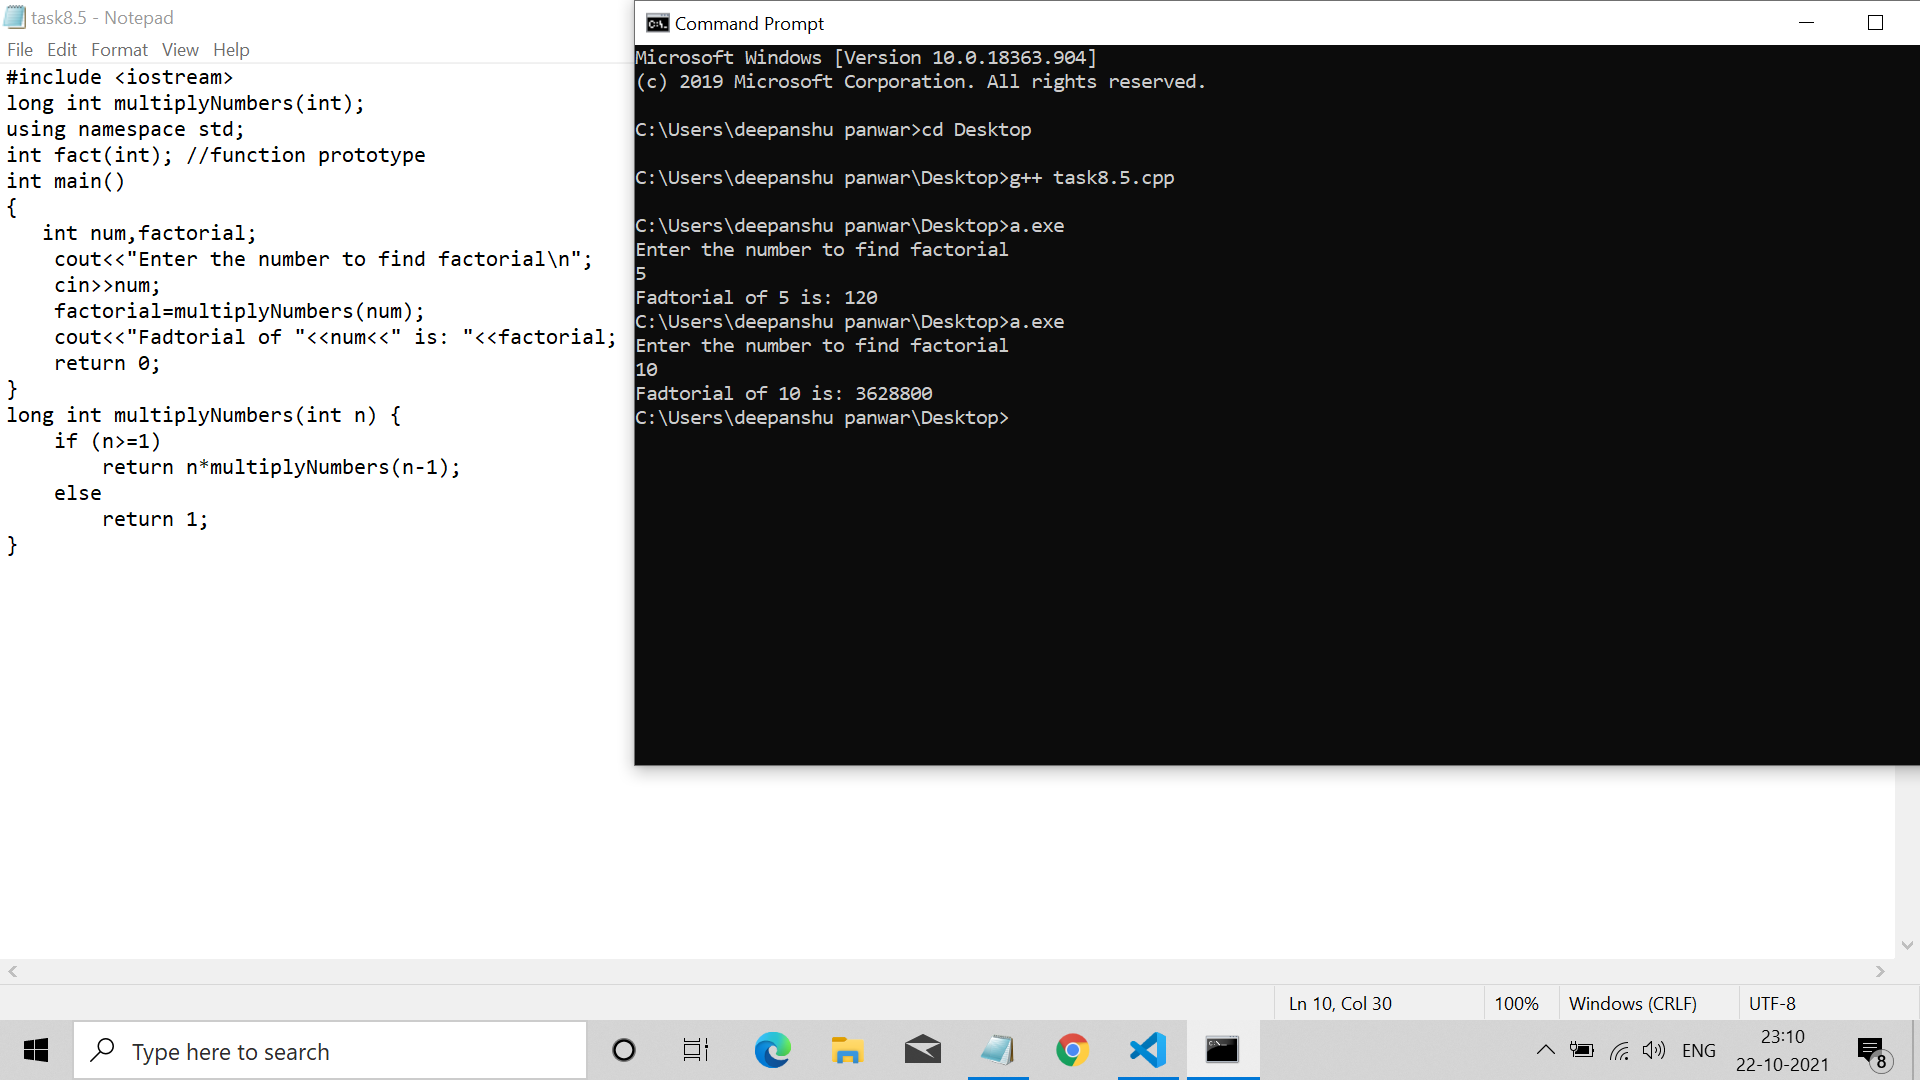 task8.5 - Notepad
File Edit Format View Help
#include <iostream>
long int multiplyNumbers(int);
using namespace std;
int fact(int); //function prototype
int main()
{
   int num,factorial;
    cout<<"Enter the number to find factorial\n";
    cin>>num;
    factorial=multiplyNumbers(num);
    cout<<"Fadtorial of "<<num<<" is: "<<factorial;
    return 0;
}
long int multiplyNumbers(int n) {
    if (n>=1)
        return n*multiplyNumbers(n-1);
    else
        return 1;
}
Command Prompt
Microsoft Windows [Version 10.0.18363.904]
(c) 2019 Microsoft Corporation. All rights reserved.
C:\Users\deepanshu panwar>cd Desktop
C:\Users\deepanshu panwar\Desktop>g++ task8.5.cpp
C:\Users\deepanshu panwar\Desktop>a.exe
Enter the number to find factorial
5
Fadtorial of 5 is: 120
C:\Users\deepanshu panwar\Desktop>a.exe
Enter the number to find factorial
10
Fadtorial of 10 is: 3628800
C:\Users\deepanshu panwar\Desktop>
Ln 10, Col 30
100%
Windows (CRLF)
UTF-8
Type here to search
ENG
23:10
22-10-2021
8